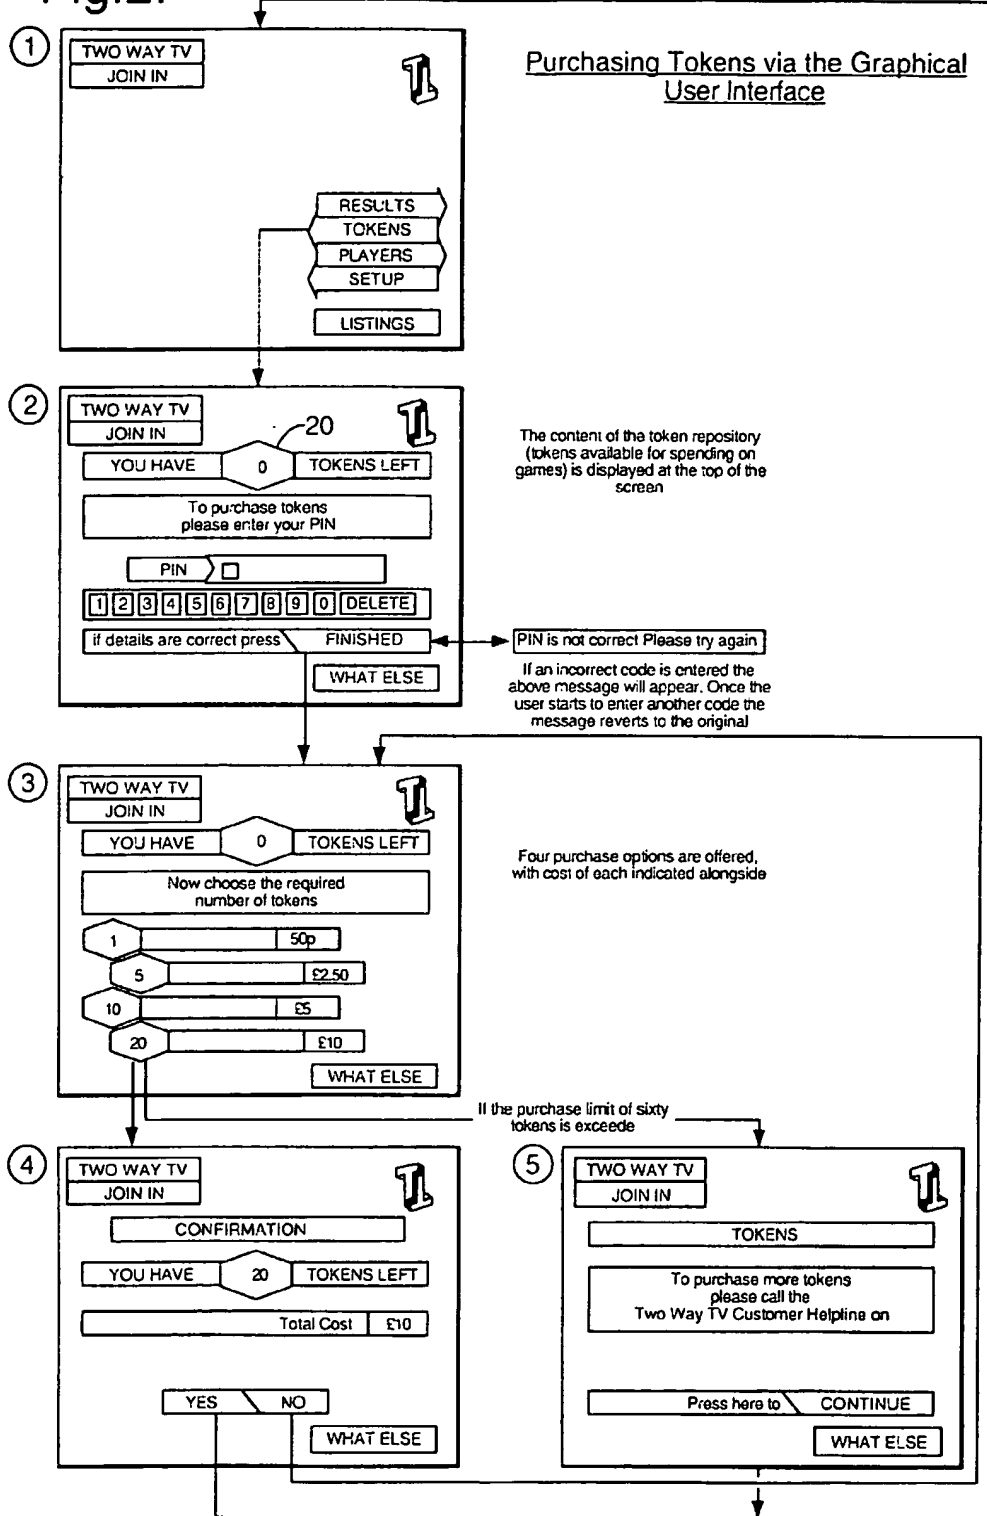 Fig.2.
Purchasing Tokens via the Graphical
User Interface
1
TWO WAY TV
JOIN IN
RESULTS
TOKENS
PLAYERS
SETUP
LISTINGS
2
TWO WAY TV
JOIN IN
20
YOU HAVE 0 TOKENS LEFT
To purchase tokens
please enter your PIN
PIN
1 2 3 4 5 6 7 8 9 0 DELETE
if details are correct press FINISHED
WHAT ELSE
The content of the token repository
(tokens available for spending on
games) is displayed at the top of the
screen
PIN is not correct Please try again
If an incorrect code is entered the
above message will appear. Once the
user starts to enter another code the
message reverts to the original
3
TWO WAY TV
JOIN IN
YOU HAVE 0 TOKENS LEFT
Now choose the required
number of tokens
1 50p
5 £2.50
10 £5
20 £10
WHAT ELSE
Four purchase options are offered,
with cost of each indicated alongside
If the purchase limit of sixty
tokens is exceede
4
TWO WAY TV
JOIN IN
CONFIRMATION
YOU HAVE 20 TOKENS LEFT
Total Cost £10
YES NO
WHAT ELSE
5
TWO WAY TV
JOIN IN
TOKENS
To purchase more tokens
please call the
Two Way TV Customer Helpline on
Press here to CONTINUE
WHAT ELSE